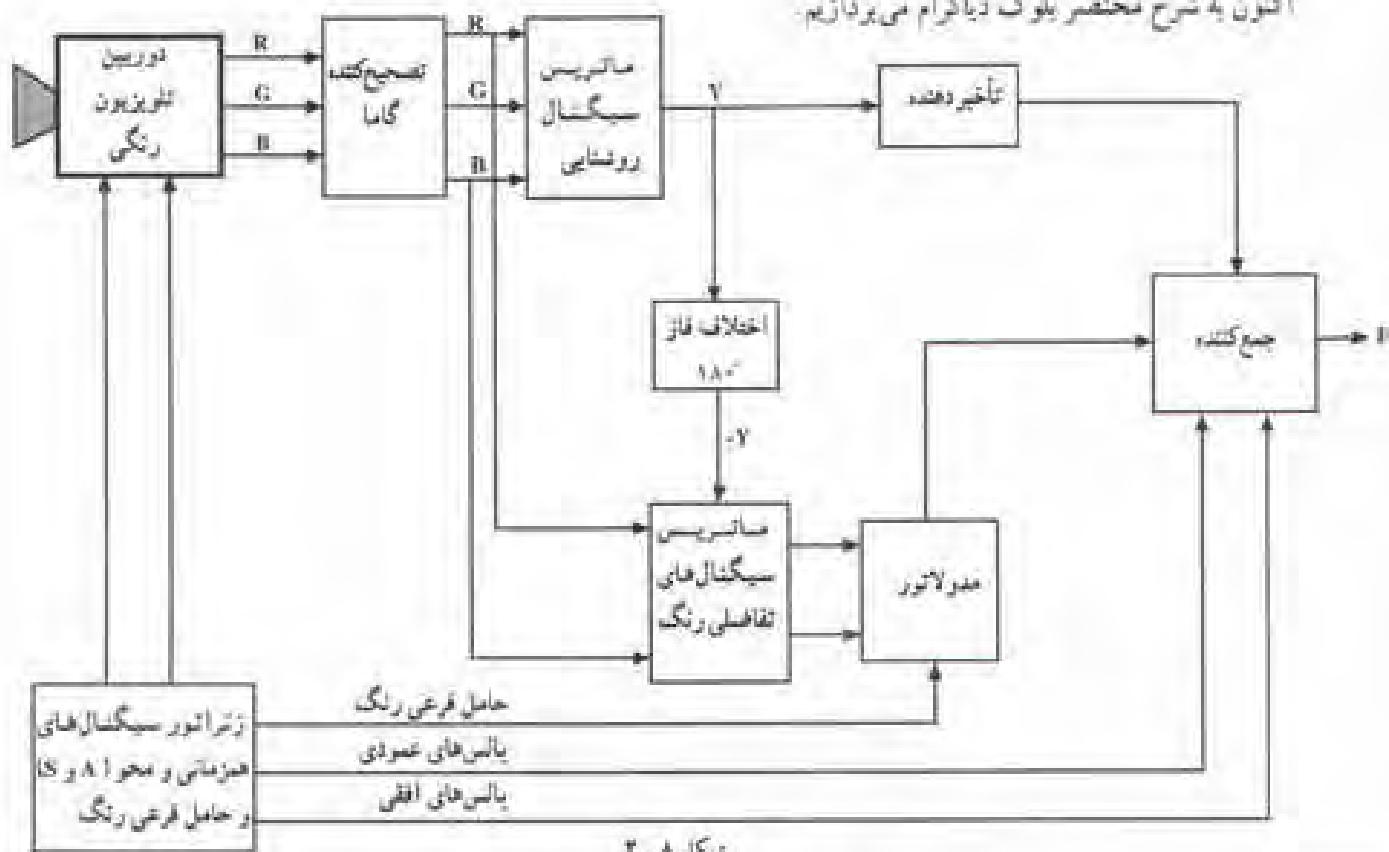 اکنون به شرح مختصر بلوک دیاگرام می‌پردازیم.
دوربین
تلویزیون
رنگی
R
G
B
تصحیح‌کننده
گاما
R
G
B
ماتریس
سیگنال
روشنایی
Y
تأخیردهنده
اختلاف فاز
۱۸۰°
-Y
جمع‌کننده
ماتریس
سیگنال‌های
تفاضلی رنگ
مدولاتور
ژنراتور سیگنال‌های
همزمانی و محو (A و S)
و حامل فرعی رنگ
حامل فرعی رنگ
پالس‌های عمودی
پالس‌های افقی